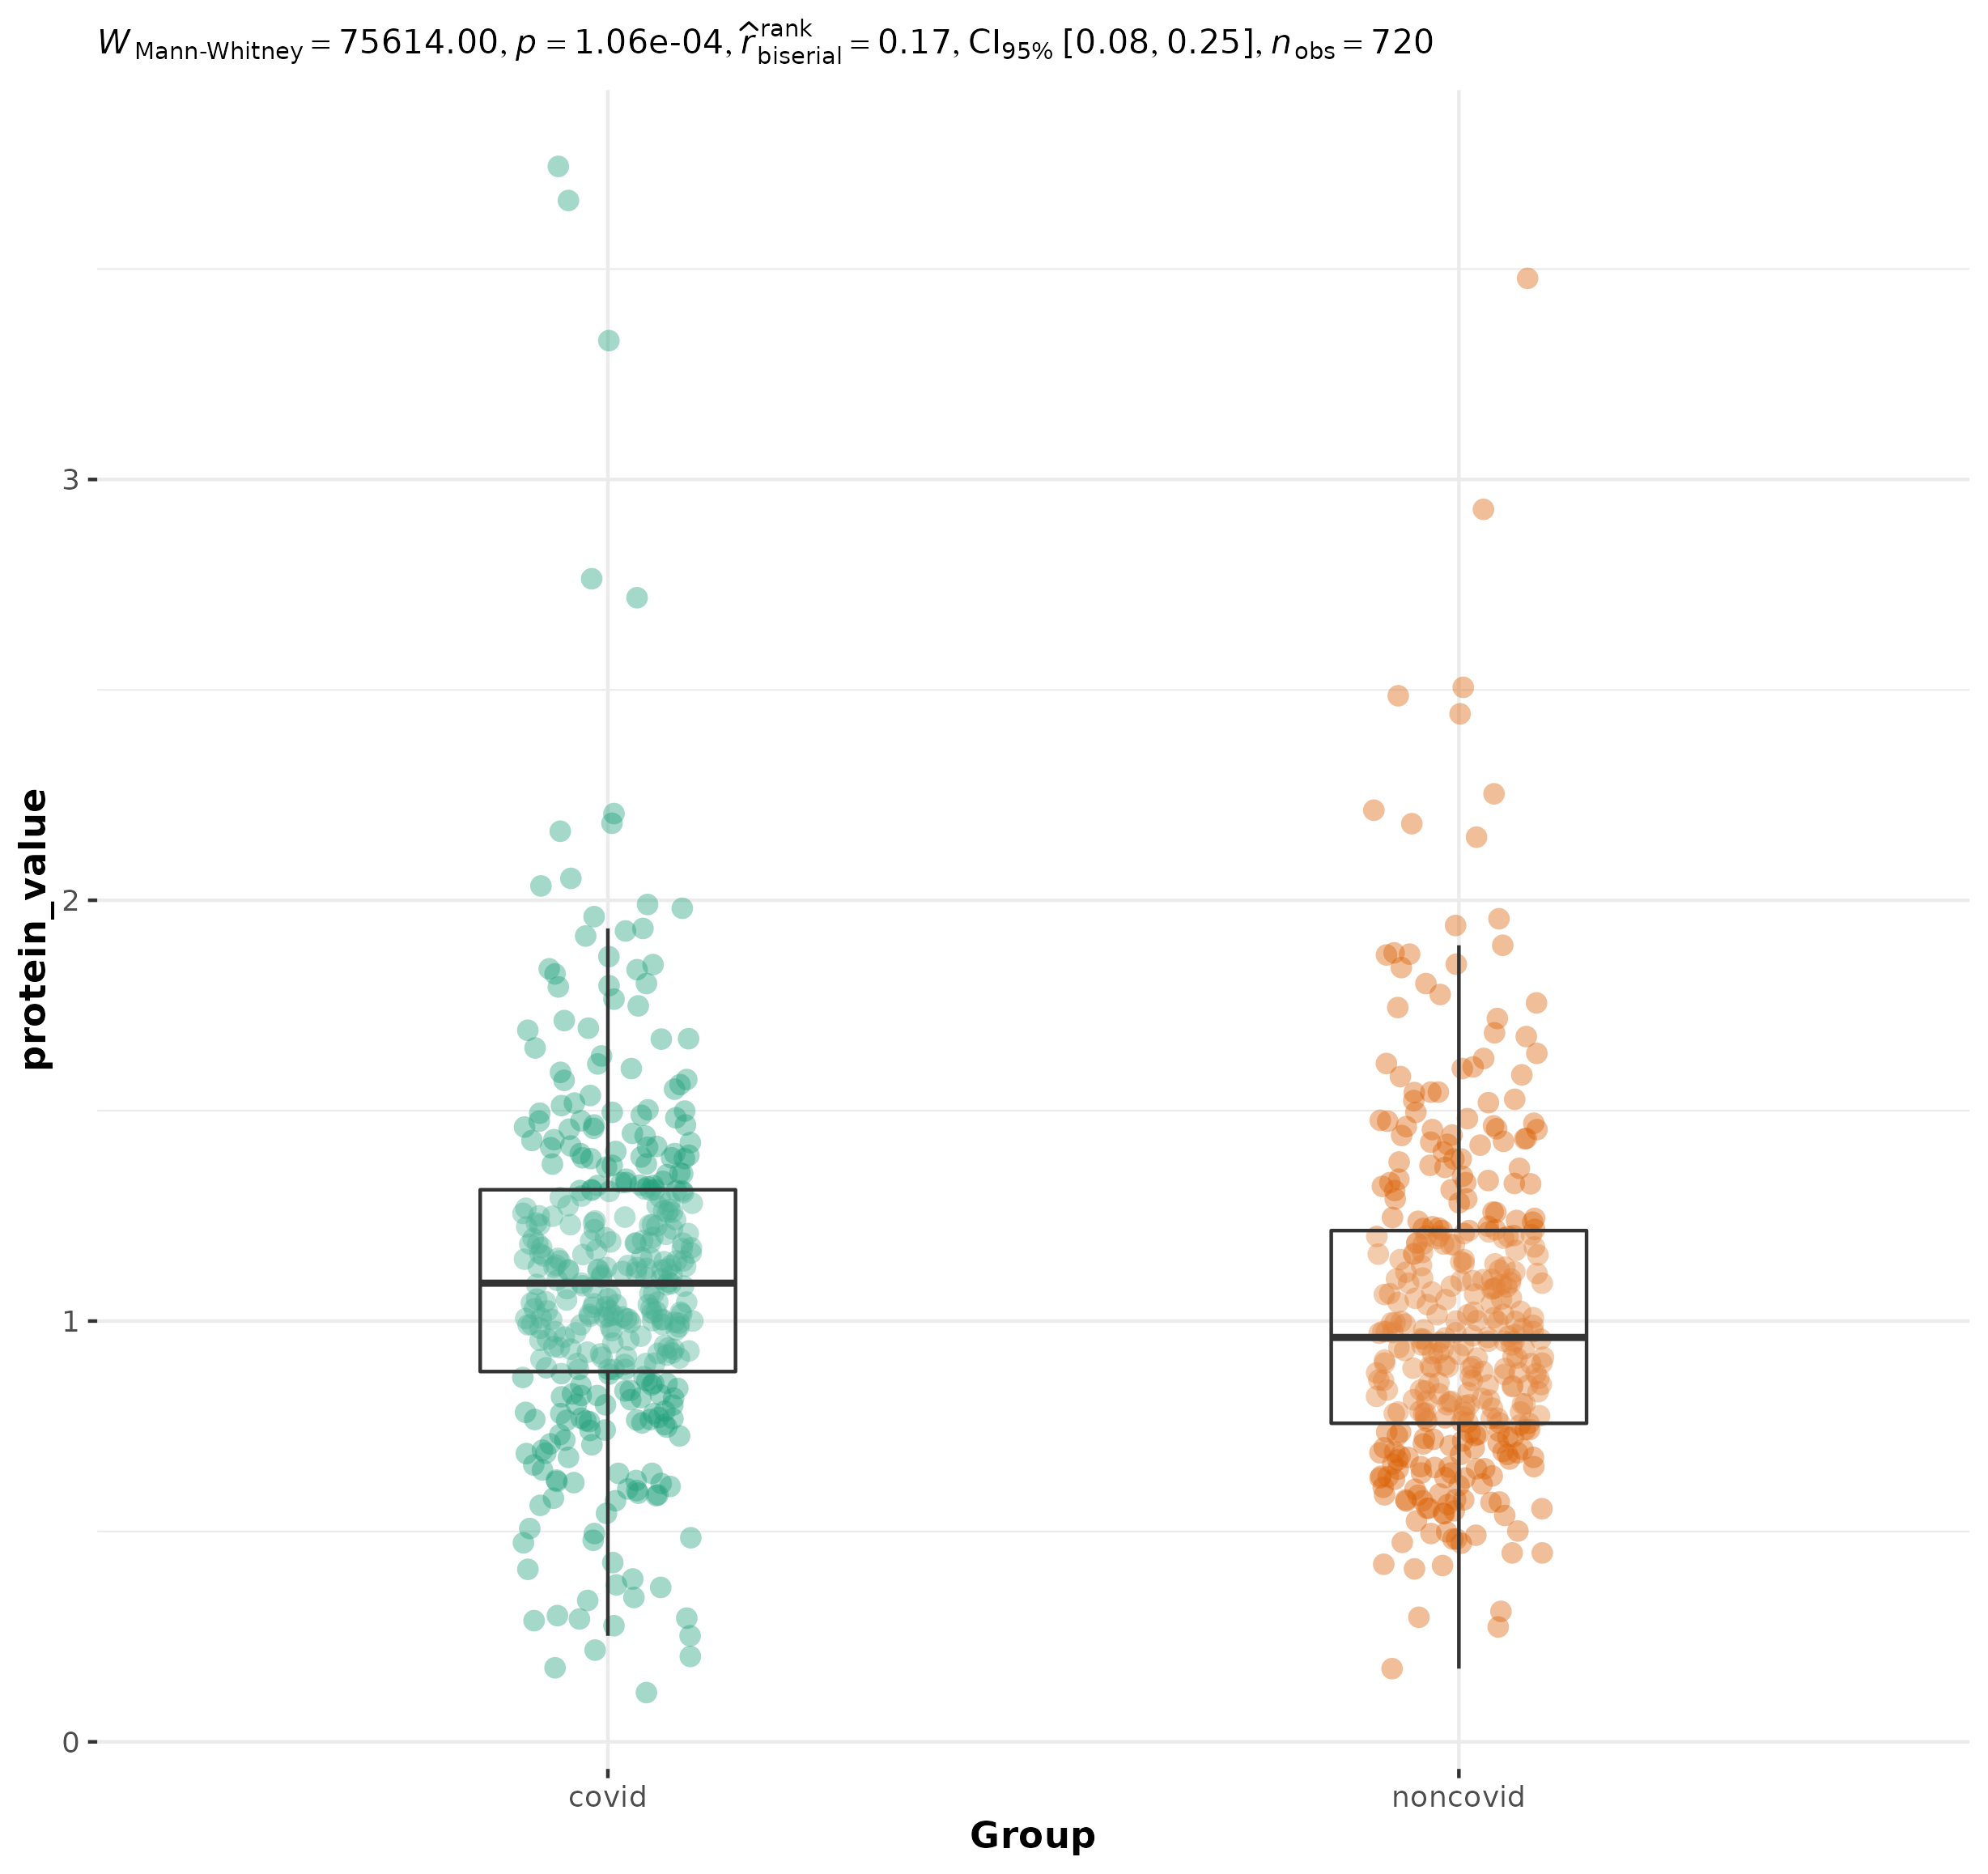 W Mann-Whitney = 75614.00, p = 1.06e-04, r̂ rank biserial = 0.17, CI95% [0.08, 0.25], n obs = 720
protein_value
3
2
1
0
covid noncovid
Group